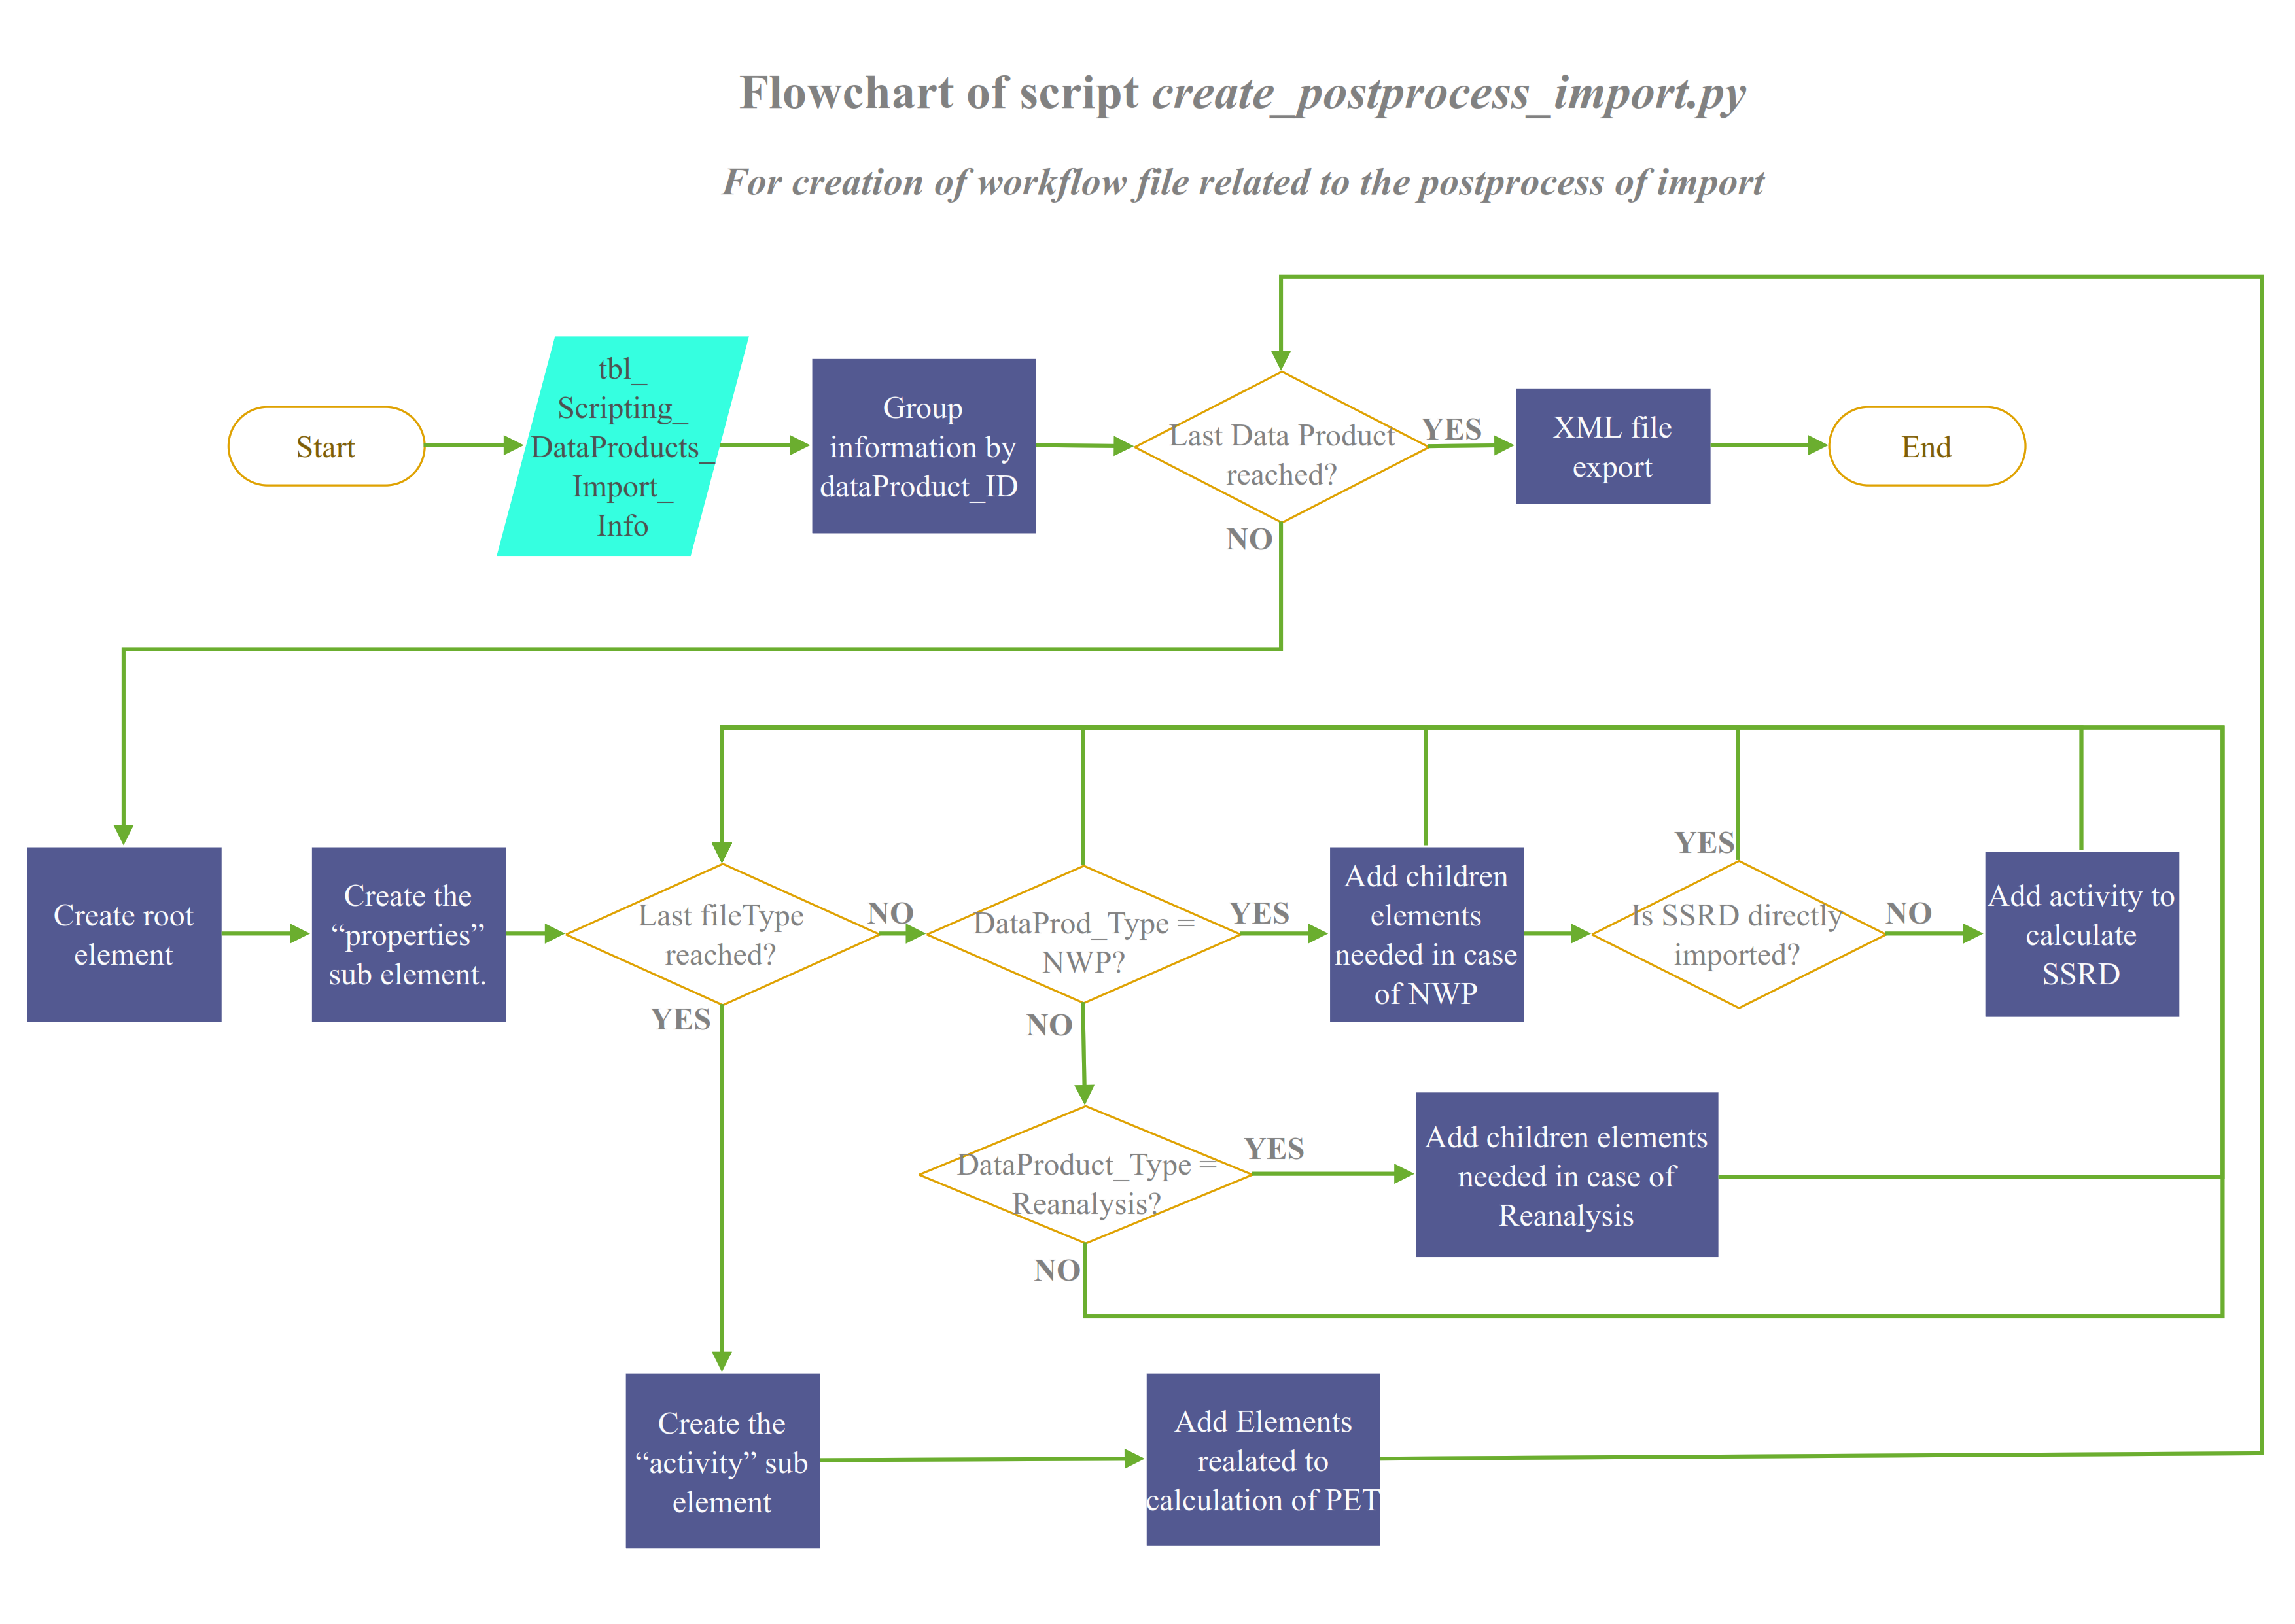 Flowchart of script create_postprocess_import.py
For creation of workflow file related to the postprocess of import
Start
tbl_
Scripting_
DataProducts_
Import_
Info
Group
information by
dataProduct_ID
Last Data Product
reached?
YES
NO
XML file
export
End
Create root
element
Create the
“properties”
sub element.
Last fileType
reached?
NO
YES
DataProd_Type =
NWP?
YES
NO
Add children
elements
needed in case
of NWP
YES
Is SSRD directly
imported?
NO
Add activity to
calculate
SSRD
DataProduct_Type =
Reanalysis?
YES
NO
Add children elements
needed in case of
Reanalysis
Create the
“activity” sub
element
Add Elements
realated to
calculation of PET